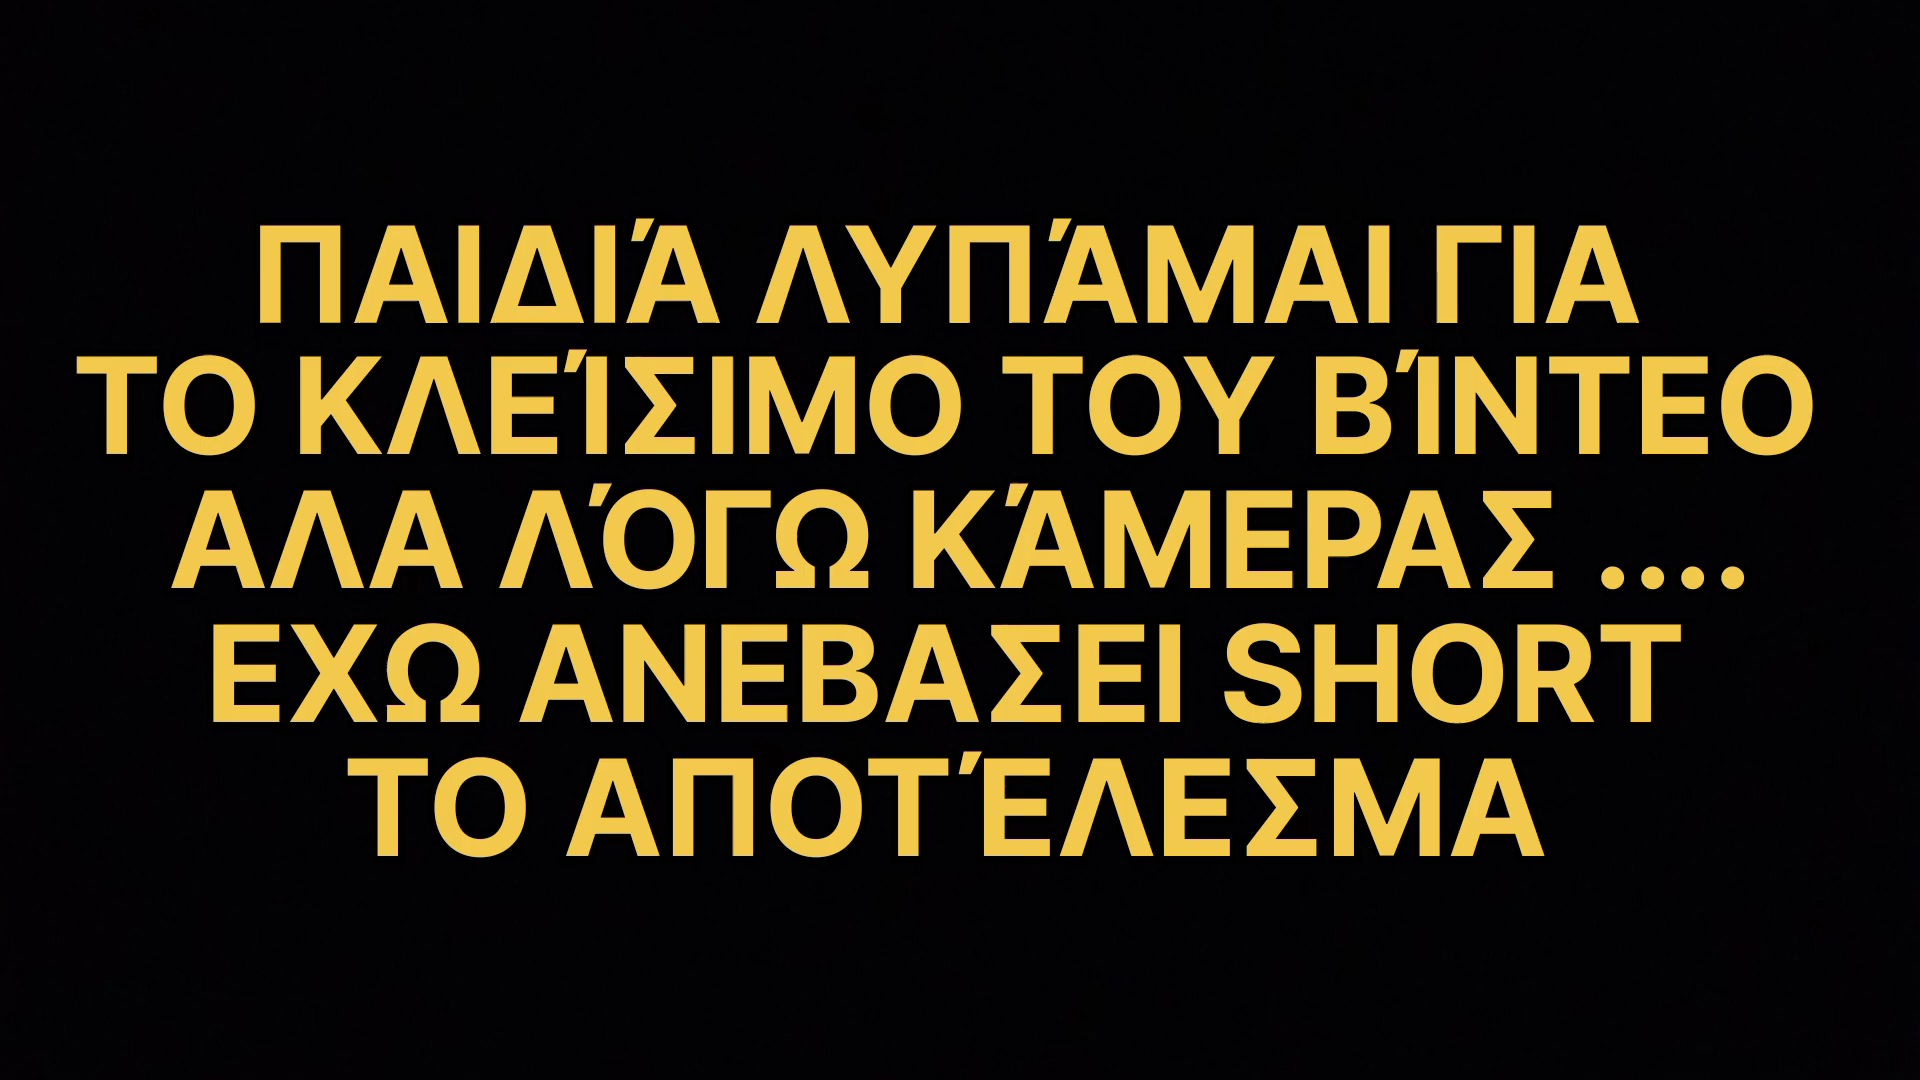 ΠΑΙΔΙΆ ΛΥΠΆΜΑΙ ΓΙΑ
ΤΟ ΚΛΕΊΣΙΜΟ ΤΟΥ ΒΊΝΤΕΟ
ΑΛΑ ΛΌΓΩ ΚΆΜΕΡΑΣ ....
ΕΧΩ ΑΝΕΒΑΣΕΙ SHORT
ΤΟ ΑΠΟΤΈΛΕΣΜΑ